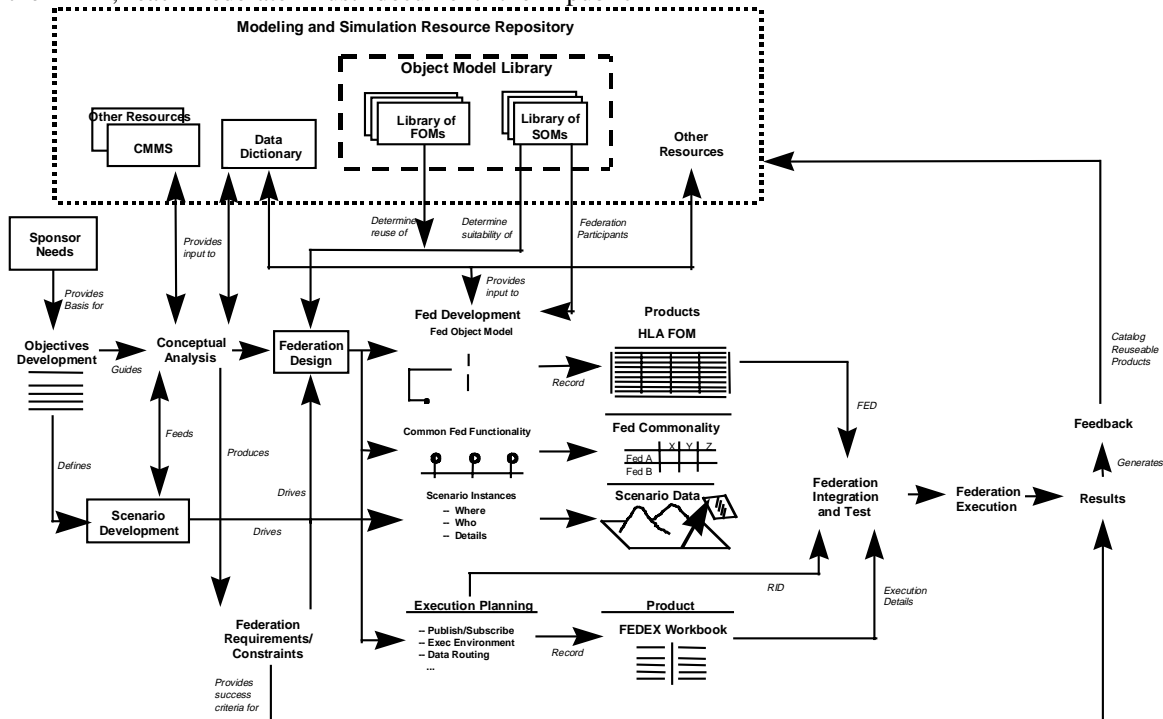 Modeling and Simulation Resource Repository
Object Model Library
Other Resources
CMMS
Data
Dictionary
Library of
FOMs
Library of
SOMs
Other
Resources
Sponsor
Needs
Provides
input to
Determine
reuse of
Determine
suitability of
Federation
Participants
Provides
Basis for
Provides
input to
Objectives
Development
Guides
Conceptual
Analysis
Federation
Design
Fed Development
Fed Object Model
Record
Products
HLA FOM
FED
Catalog
Reuseable
Products
Defines
Feeds
Produces
Drives
Common Fed Functionality
Fed Commonality
X Y Z
Fed A
Fed B
Feedback
Generates
Scenario
Development
Drives
Scenario Instances
-- Where
-- Who
-- Details
Scenario Data
Federation
Integration
and Test
Federation
Execution
Results
Federation
Requirements/
Constraints
Execution Planning
-- Publish/Subscribe
-- Exec Environment
-- Data Routing
...
Record
Product
FEDEX Workbook
RID
Execution
Details
Provides
success
criteria for